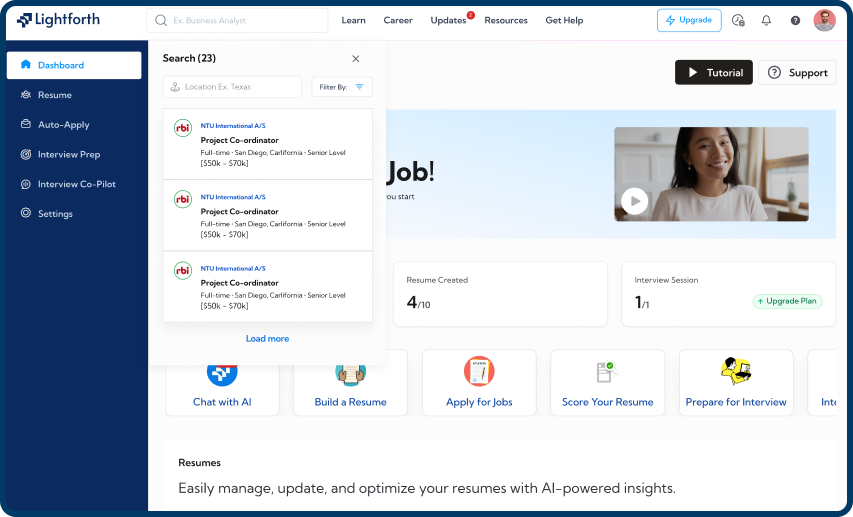 Lightforth
Ex. Business Analyst
Learn
Career
Updates
2
Resources
Get Help
Upgrade
Dashboard
Resume
Auto-Apply
Interview Prep
Interview Co-Pilot
Settings
Search (23)
Location Ex. Texas
Filter By:
rbi
NTU International A/S
Project Co-ordinator
Full-time • San Diego, Carlifornia • Senior Level
[$50k - $70k]
rbi
NTU International A/S
Project Co-ordinator
Full-time • San Diego, Carlifornia • Senior Level
[$50k - $70k]
rbi
NTU International A/S
Project Co-ordinator
Full-time • San Diego, Carlifornia • Senior Level
[$50k - $70k]
Load more
Tutorial
Support
Job!
you start
Resume Created
4/10
Interview Session
1/1
Upgrade Plan
Chat with AI
Build a Resume
Apply for Jobs
Score Your Resume
Prepare for Interview
Resumes
Easily manage, update, and optimize your resumes with AI-powered insights.